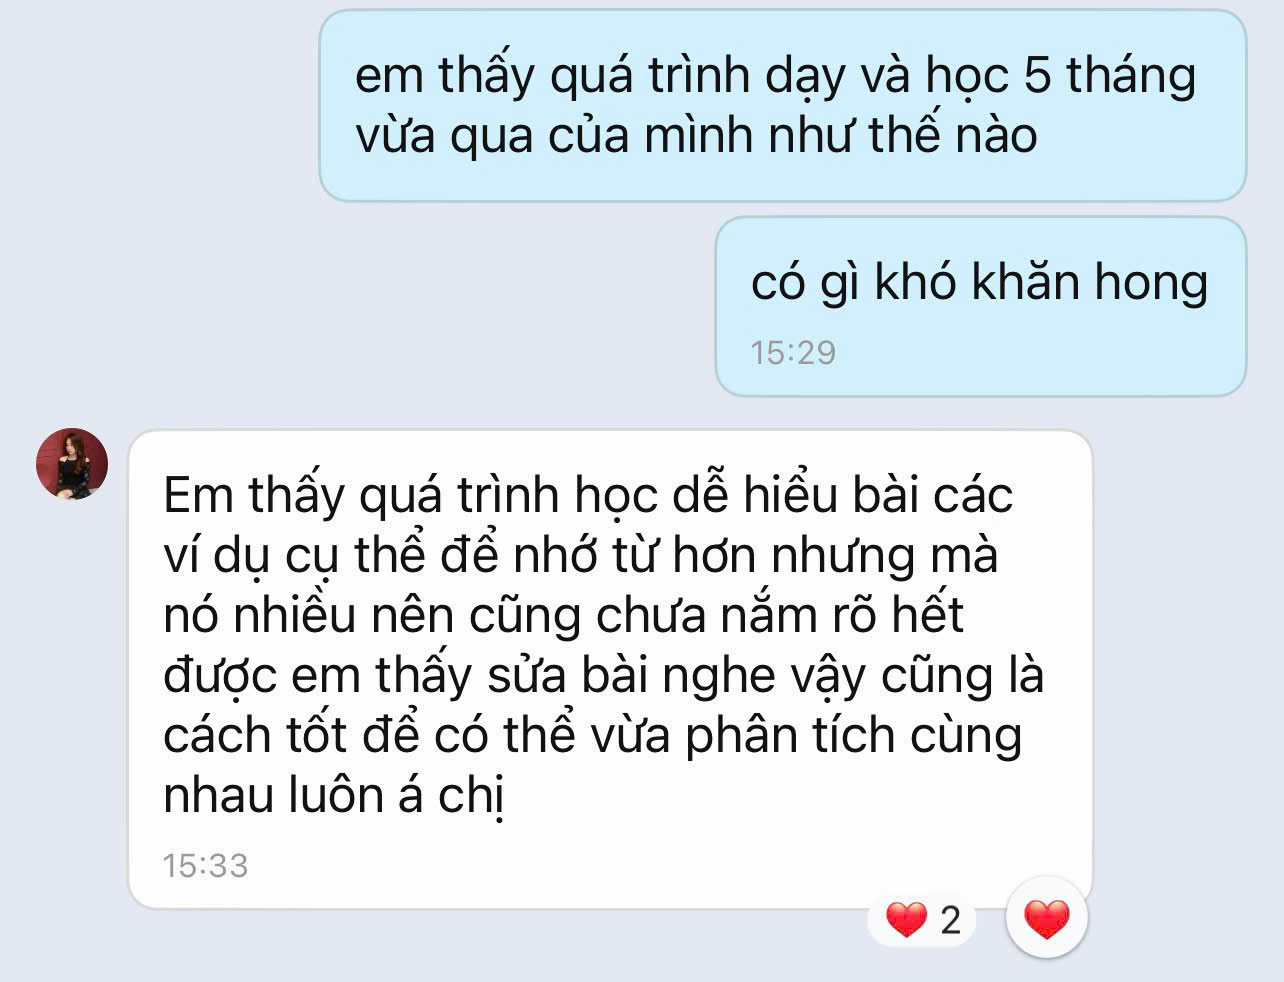 em thấy quá trình dạy và học 5 tháng
vừa qua của mình như thế nào
có gì khó khăn hong
15:29
Em thấy quá trình học dễ hiểu bài các
ví dụ cụ thể để nhớ từ hơn nhưng mà
nó nhiều nên cũng chưa nắm rõ hết
được em thấy sửa bài nghe vậy cũng là
cách tốt để có thể vừa phân tích cùng
nhau luôn á chị
15:33
2